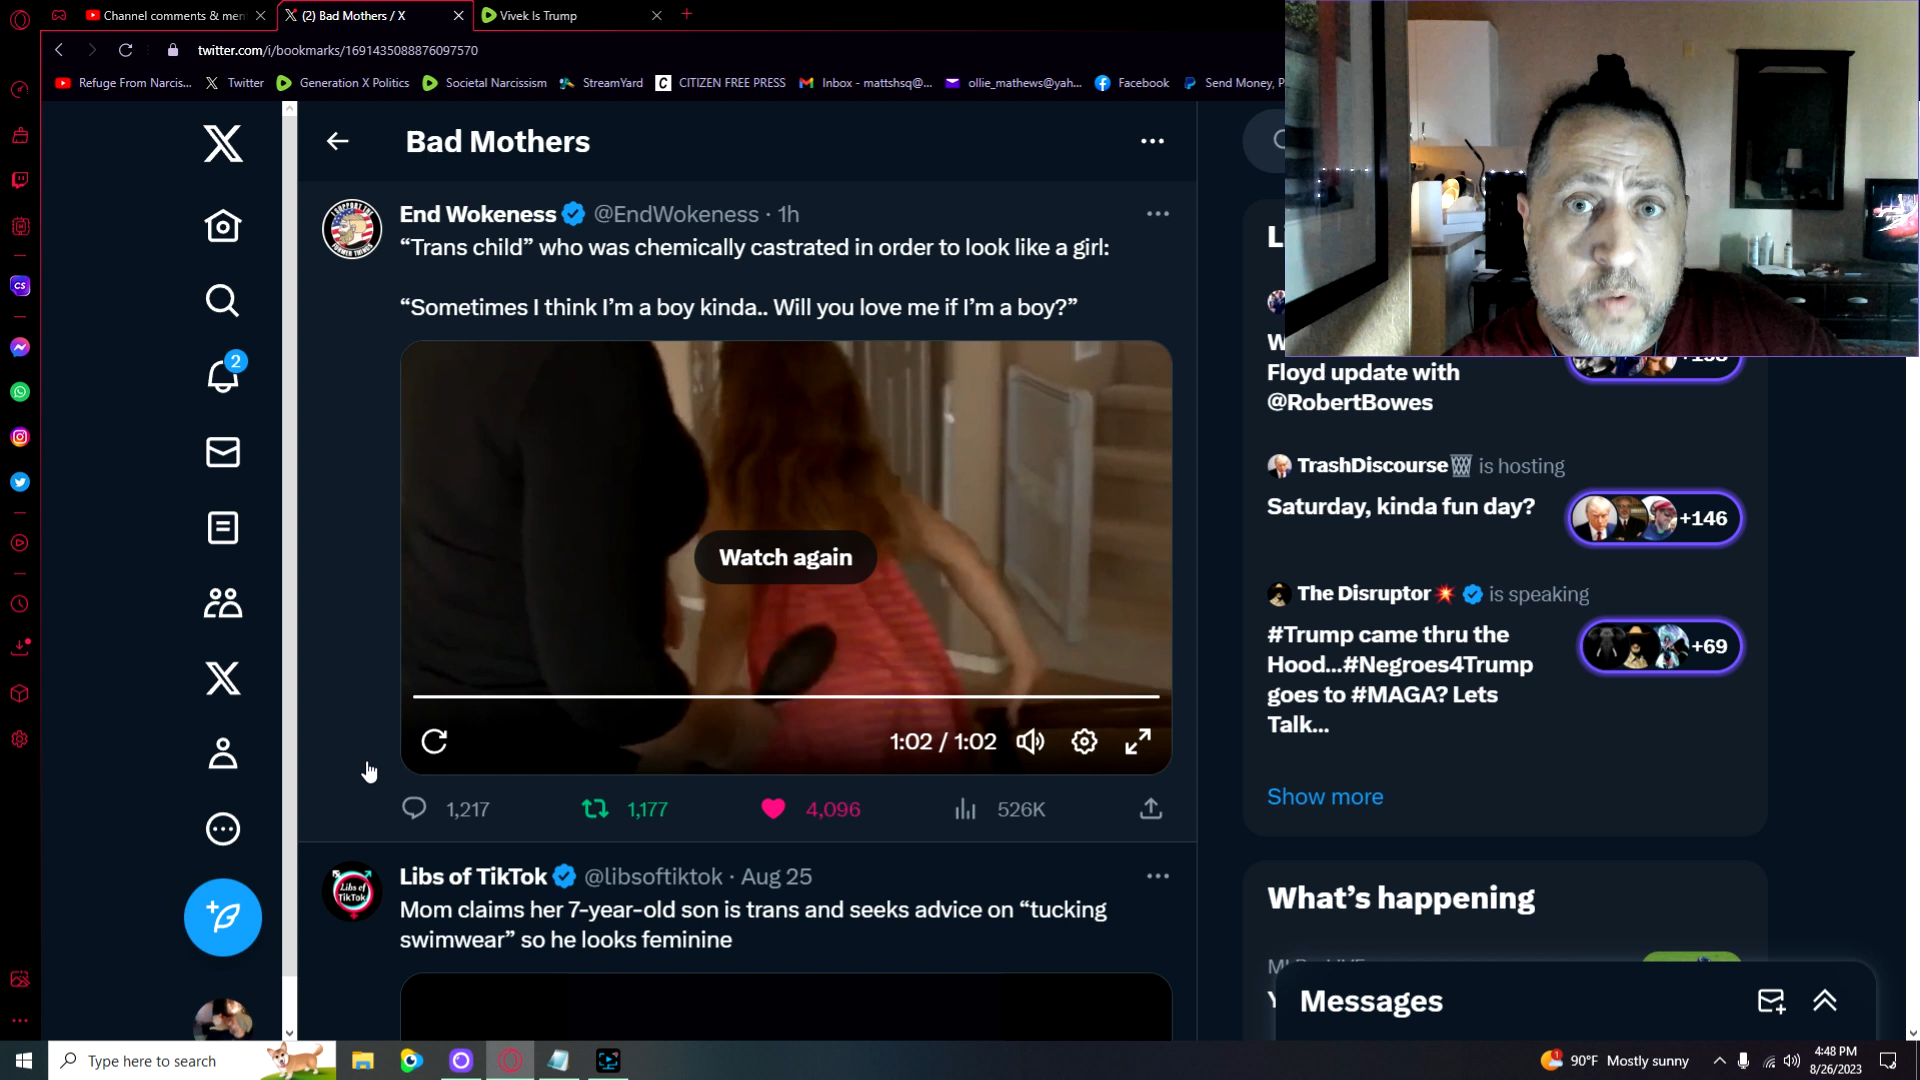 Channel comments & men
(2) Bad Mothers / X
Vivek Is Trump
twitter.com/i/bookmarks/1691435088876097570
Refuge From Narcis...
Twitter
Generation X Politics
Societal Narcissism
StreamYard
CITIZEN FREE PRESS
Inbox - mattshsq@...
ollie_mathews@yah...
Facebook
Send Money, P
Bad Mothers
End Wokeness @EndWokeness · 1h
“Trans child” who was chemically castrated in order to look like a girl:
“Sometimes I think I’m a boy kinda.. Will you love me if I’m a boy?”
Watch again
1:02 / 1:02
1,217
1,177
4,096
526K
Libs of TikTok @libsoftiktok · Aug 25
Mom claims her 7-year-old son is trans and seeks advice on “tucking
swimwear” so he looks feminine
2
Floyd update with
@RobertBowes
TrashDiscourse is hosting
Saturday, kinda fun day?
+146
The Disruptor is speaking
#Trump came thru the
Hood...#Negroes4Trump
goes to #MAGA? Lets
Talk...
+69
Show more
What’s happening
Messages
Type here to search
90°F Mostly sunny
4:48 PM
8/26/2023